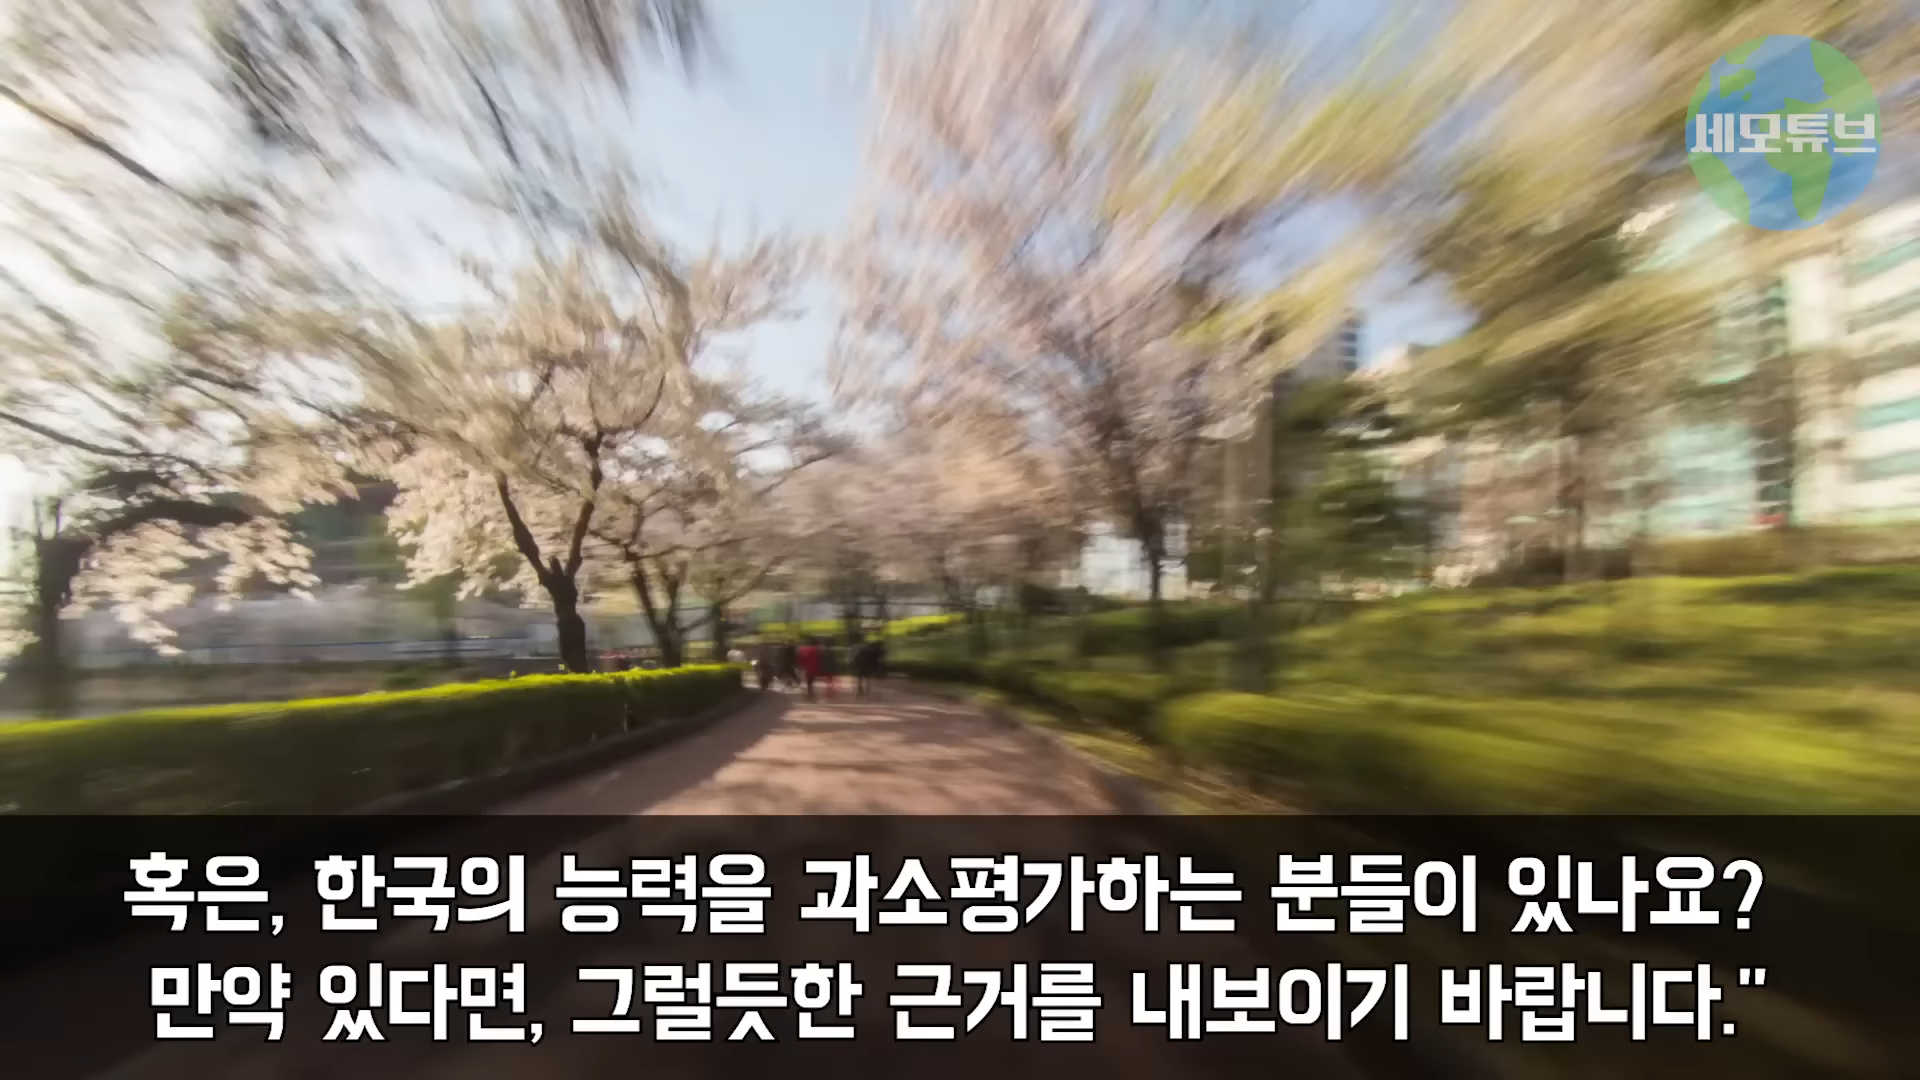 세모튜브
혹은, 한국의 능력을 과소평가하는 분들이 있나요?
만약 있다면, 그럴듯한 근거를 내보이기 바랍니다."